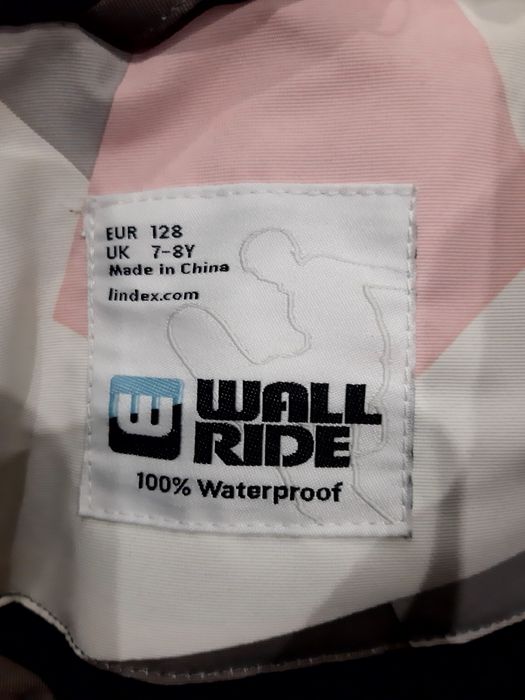 EUR 128
UK 7-8Y
Made in China
lindex.com
WALL
RIDE
100% Waterproof